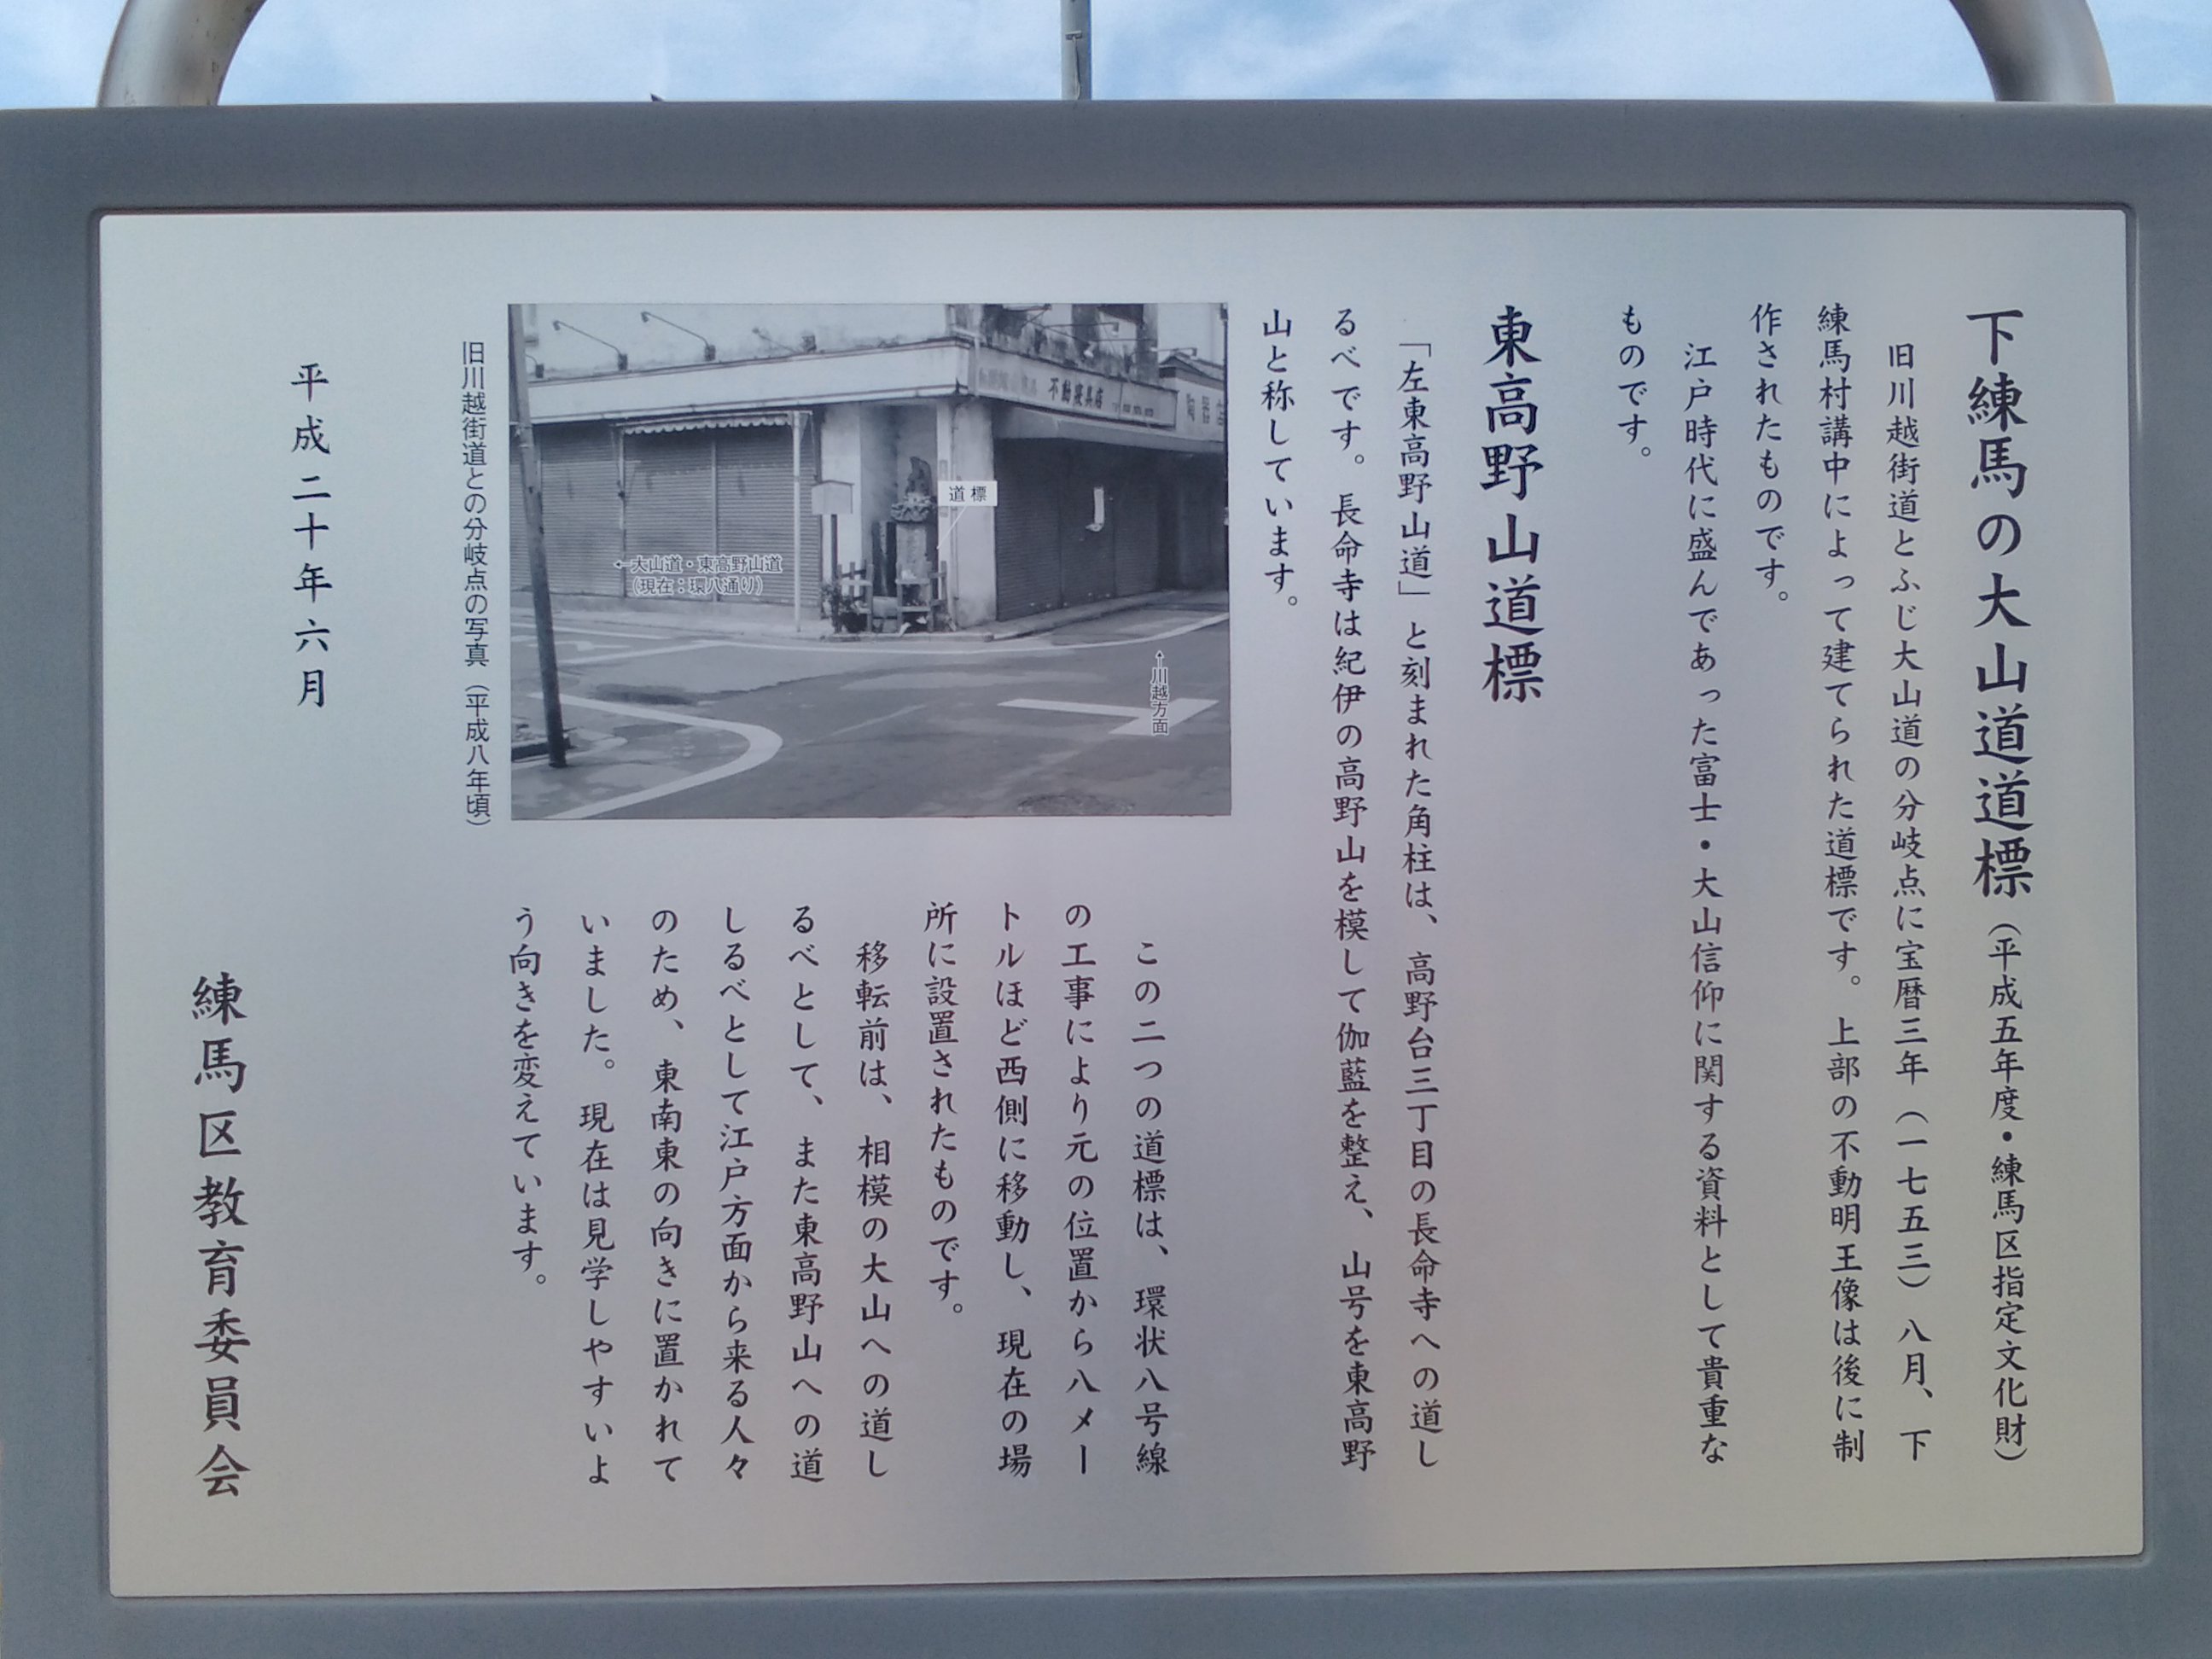 下練馬の大山道道標（平成五年度・練馬区指定文化財）
旧川越街道とふじ大山道の分岐点に宝暦三年（一七五三）八月、下
練馬村講中によって建てられた道標です。上部の不動明王像は後に制
作されたものです。
江戸時代に盛んであった富士・大山信仰に関する資料として貴重な
ものです。
東高野山道標
「左東高野山道」と刻まれた角柱は、高野台三丁目の長命寺への道し
るべです。長命寺は紀伊の高野山を模して伽藍を整え、山号を東高野
山と称しています。
不動寝具店
道標
←大山道・東高野山道
（現在：環八通り）
←川越方面
旧川越街道との分岐点の写真（平成八年頃）
この二つの道標は、環状八号線
の工事により元の位置から八メー
トルほど西側に移動し、現在の場
所に設置されたものです。
移転前は、相模の大山への道し
るべとして、また東高野山への道
しるべとして江戸方面から来る人々
のため、東南東の向きに置かれて
いました。現在は見学しやすいよ
う向きを変えています。
平成二十年六月
練馬区教育委員会